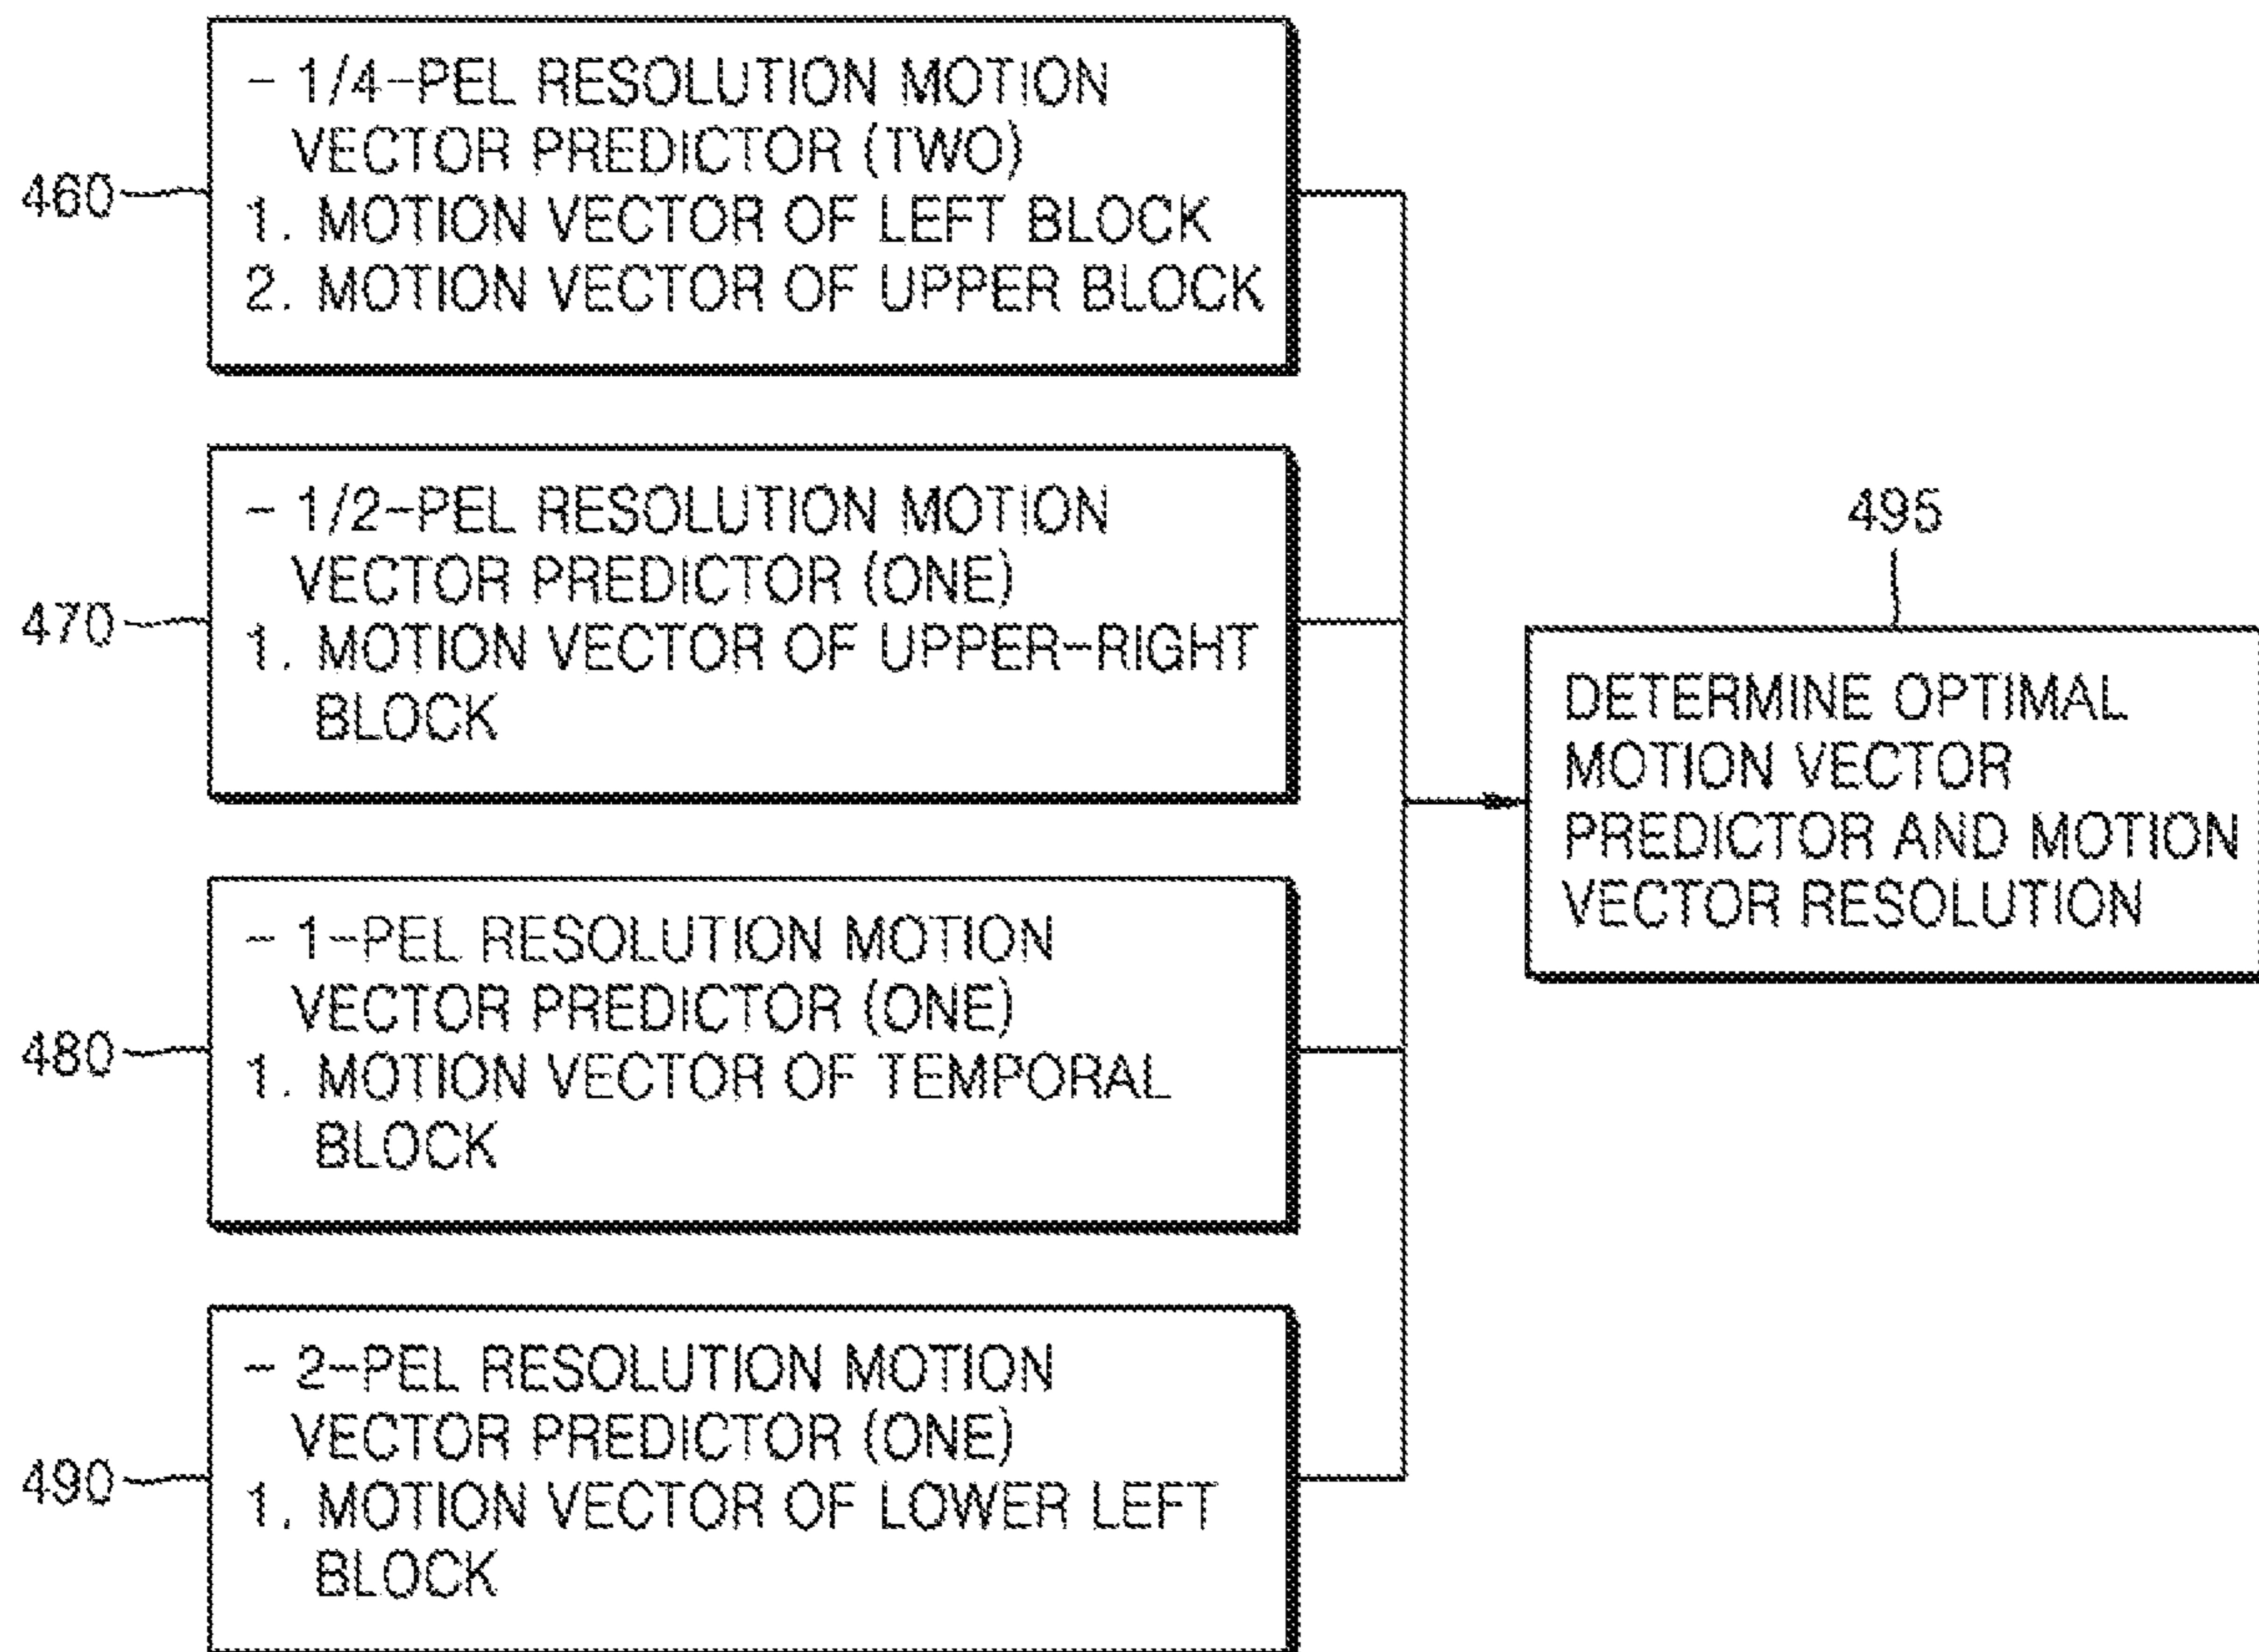 460
- 1/4-PEL RESOLUTION MOTION
VECTOR PREDICTOR (TWO)
1. MOTION VECTOR OF LEFT BLOCK
2. MOTION VECTOR OF UPPER BLOCK
470
- 1/2-PEL RESOLUTION MOTION
VECTOR PREDICTOR (ONE)
1. MOTION VECTOR OF UPPER-RIGHT
BLOCK
480
- 1-PEL RESOLUTION MOTION
VECTOR PREDICTOR (ONE)
1. MOTION VECTOR OF TEMPORAL
BLOCK
490
- 2-PEL RESOLUTION MOTION
VECTOR PREDICTOR (ONE)
1. MOTION VECTOR OF LOWER LEFT
BLOCK
495
DETERMINE OPTIMAL
MOTION VECTOR
PREDICTOR AND MOTION
VECTOR RESOLUTION